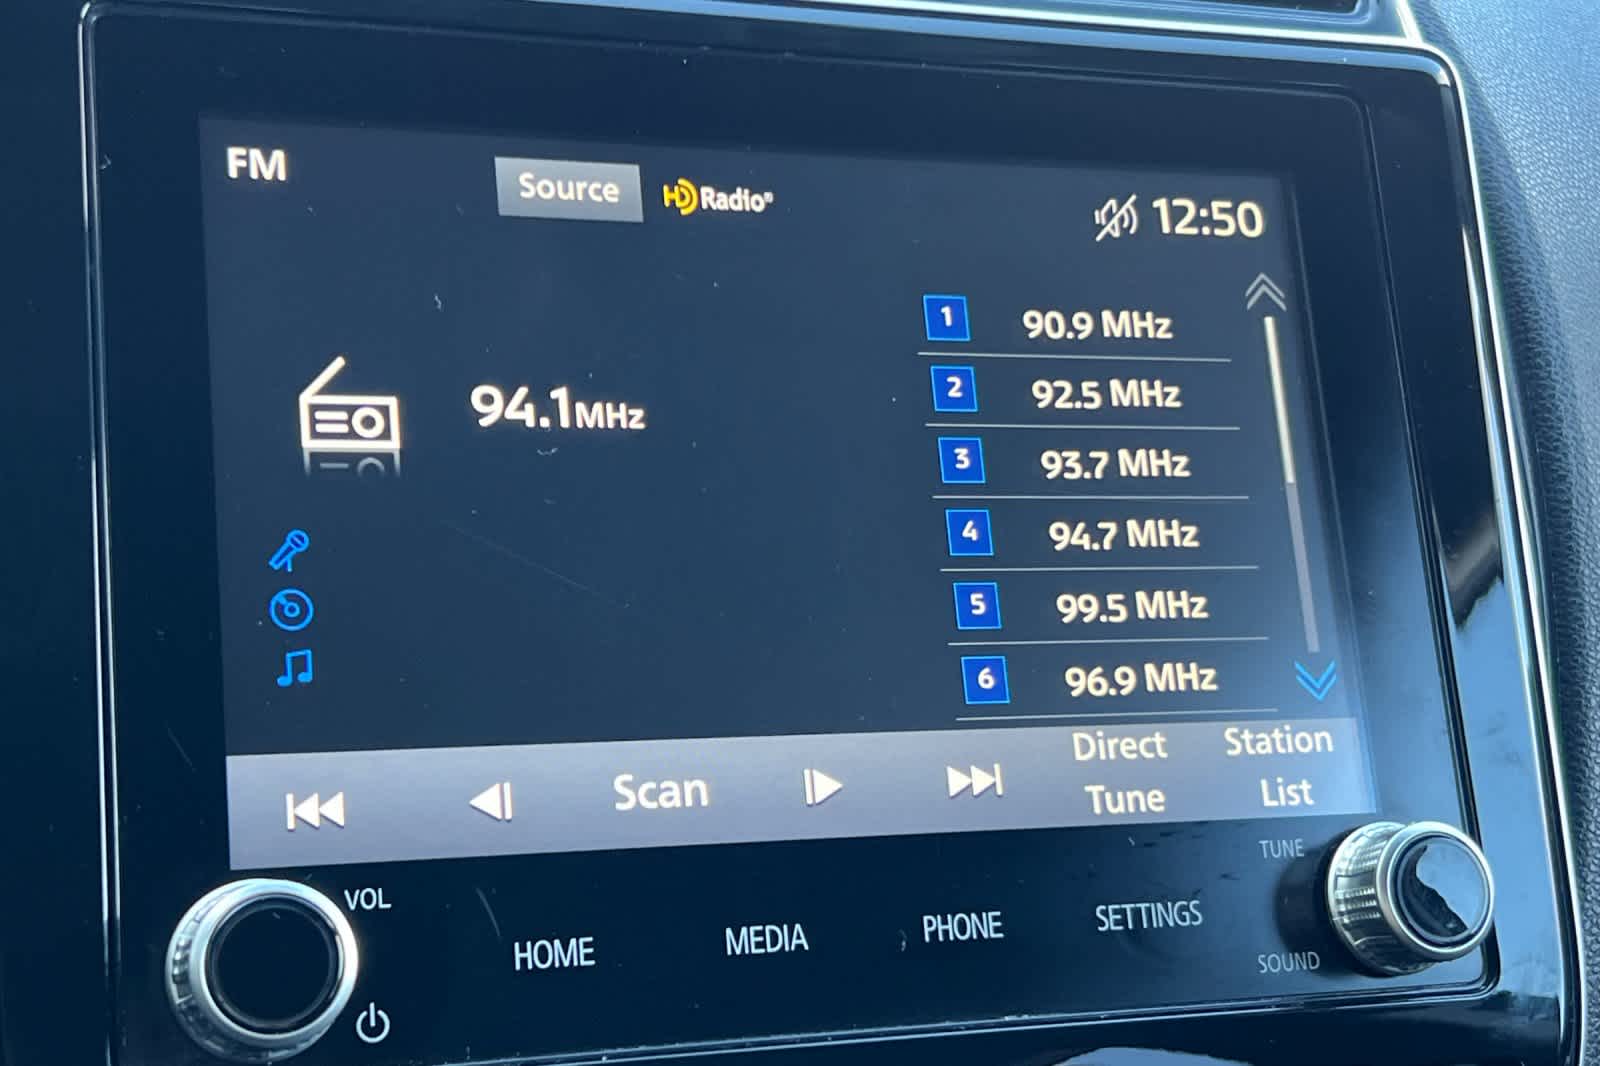 FM
Source
HD Radio®
12:50
94.1MHz
1 90.9 MHz
2 92.5 MHz
3 93.7 MHz
4 94.7 MHz
5 99.5 MHz
6 96.9 MHz
Scan
Direct
Tune
Station
List
VOL
HOME
MEDIA
PHONE
SETTINGS
TUNE
SOUND